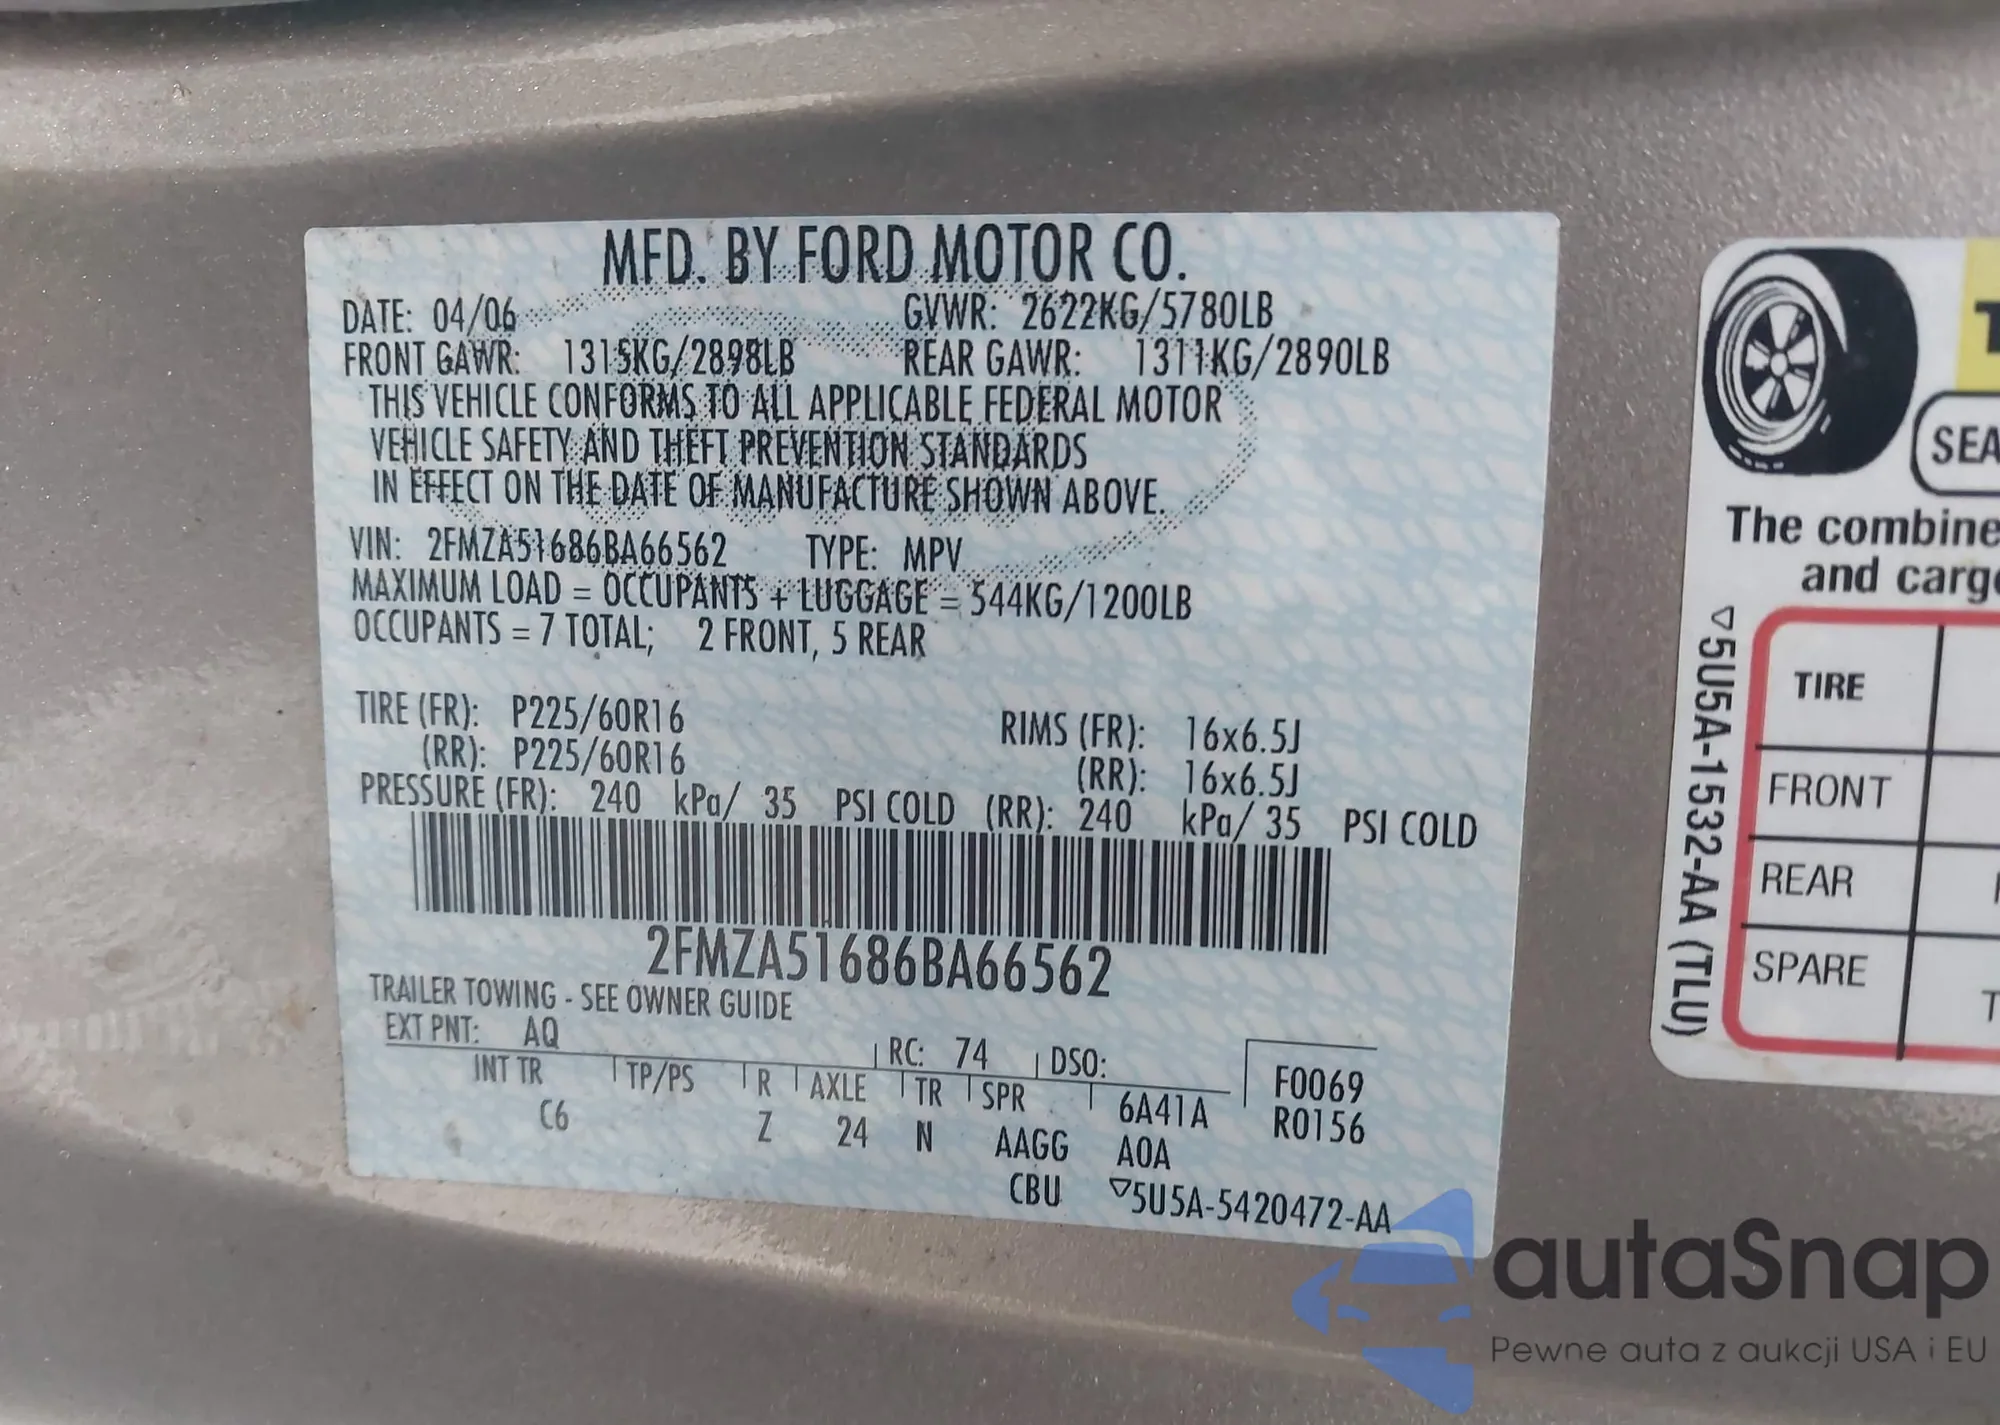 MFD. BY FORD MOTOR CO.
DATE: 04/06 GVWR: 2622KG/5780LB
FRONT GAWR: 1315KG/2898LB REAR GAWR: 1311KG/2890LB
THIS VEHICLE CONFORMS TO ALL APPLICABLE FEDERAL MOTOR
VEHICLE SAFETY AND THEFT PREVENTION STANDARDS
IN EFFECT ON THE DATE OF MANUFACTURE SHOWN ABOVE.
VIN: 2FMZA51686BA66562 TYPE: MPV
MAXIMUM LOAD = OCCUPANTS + LUGGAGE = 544KG/1200LB
OCCUPANTS = 7 TOTAL; 2 FRONT, 5 REAR
TIRE (FR): P225/60R16 RIMS (FR): 16x6.5J
(RR): P225/60R16 (RR): 16x6.5J
PRESSURE (FR): 240 kPa/ 35 PSI COLD (RR): 240 kPa/ 35 PSI COLD
2FMZA51686BA66562
TRAILER TOWING - SEE OWNER GUIDE
EXT PNT: AQ RC: 74 DSO:
INT TR TP/PS R AXLE TR SPR 6A41A F0069
C6 Z 24 N AAGG A0A R0156
CBU ▽5U5A-5420472-AA
SEA
The combine
and cargo
▽5U5A-1532-AA (TLU)
TIRE
FRONT
REAR
SPARE
autaSnap
Pewne auta z aukcji USA i EU